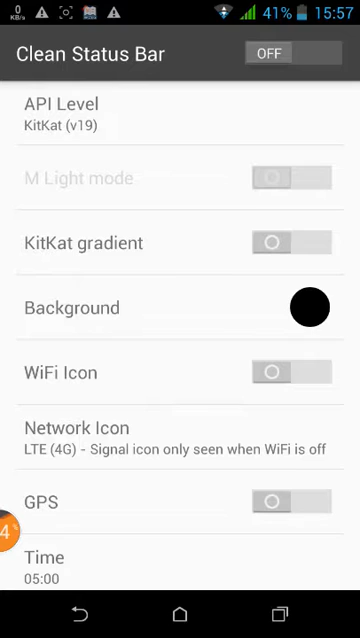 0
KB/s
41%
15:57
Clean Status Bar
OFF
API Level
KitKat (v19)
M Light mode
KitKat gradient
Background
WiFi Icon
Network Icon
LTE (4G) - Signal icon only seen when WiFi is off
GPS
4%
Time
05:00